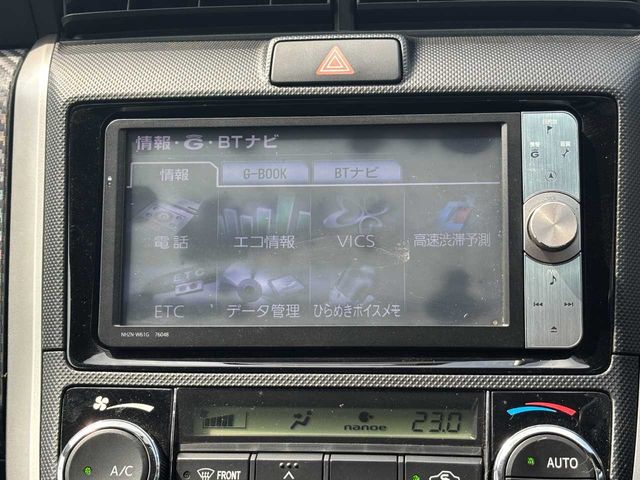 情報・G・BTナビ
情報 G-BOOK BTナビ
電話 エコ情報 VICS 高速渋滞予測
ETC データ管理 ひらめきボイスメモ
NHZN-W61G 76048
nanoe 23.0
A/C FRONT AUTO